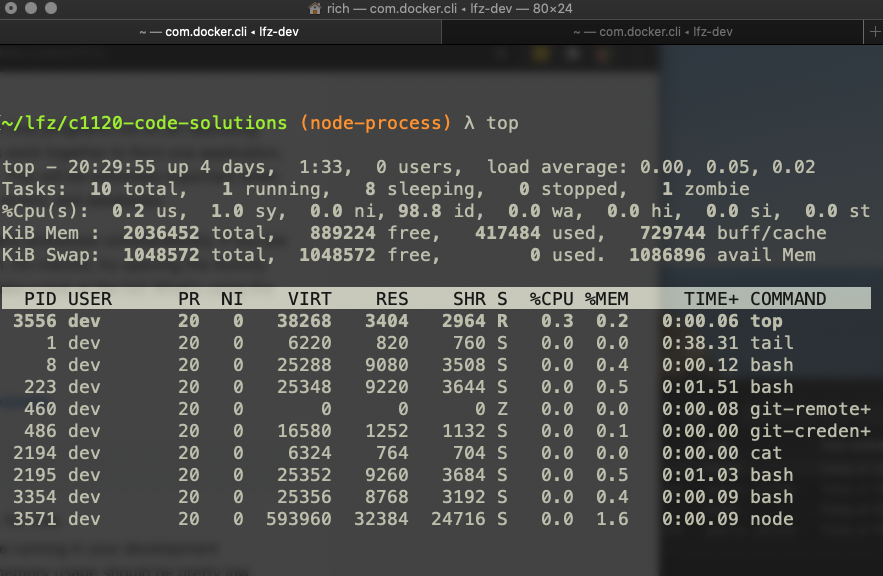 rich — com.docker.cli ◂ lfz-dev — 80×24
~ — com.docker.cli ◂ lfz-dev ~ — com.docker.cli ◂ lfz-dev +
~/lfz/c1120-code-solutions (node-process) λ top
top - 20:29:55 up 4 days,  1:33,  0 users,  load average: 0.00, 0.05, 0.02
Tasks:  10 total,   1 running,   8 sleeping,   0 stopped,   1 zombie
%Cpu(s):  0.2 us,  1.0 sy,  0.0 ni, 98.8 id,  0.0 wa,  0.0 hi,  0.0 si,  0.0 st
KiB Mem :  2036452 total,   889224 free,   417484 used,   729744 buff/cache
KiB Swap:  1048572 total,  1048572 free,        0 used.  1086896 avail Mem
PID USER      PR  NI    VIRT    RES    SHR S  %CPU %MEM     TIME+ COMMAND
3556 dev       20   0   38268   3404   2964 R   0.3  0.2   0:00.06 top
1 dev       20   0    6220    820    760 S   0.0  0.0   0:38.31 tail
8 dev       20   0   25288   9080   3508 S   0.0  0.4   0:00.12 bash
223 dev       20   0   25348   9220   3644 S   0.0  0.5   0:01.51 bash
460 dev       20   0       0      0      0 Z   0.0  0.0   0:00.08 git-remote+
486 dev       20   0   16580   1252   1132 S   0.0  0.1   0:00.00 git-creden+
2194 dev       20   0    6324    764    704 S   0.0  0.0   0:00.00 cat
2195 dev       20   0   25352   9260   3684 S   0.0  0.5   0:01.03 bash
3354 dev       20   0   25356   8768   3192 S   0.0  0.4   0:00.09 bash
3571 dev       20   0  593960  32384  24716 S   0.0  1.6   0:00.09 node